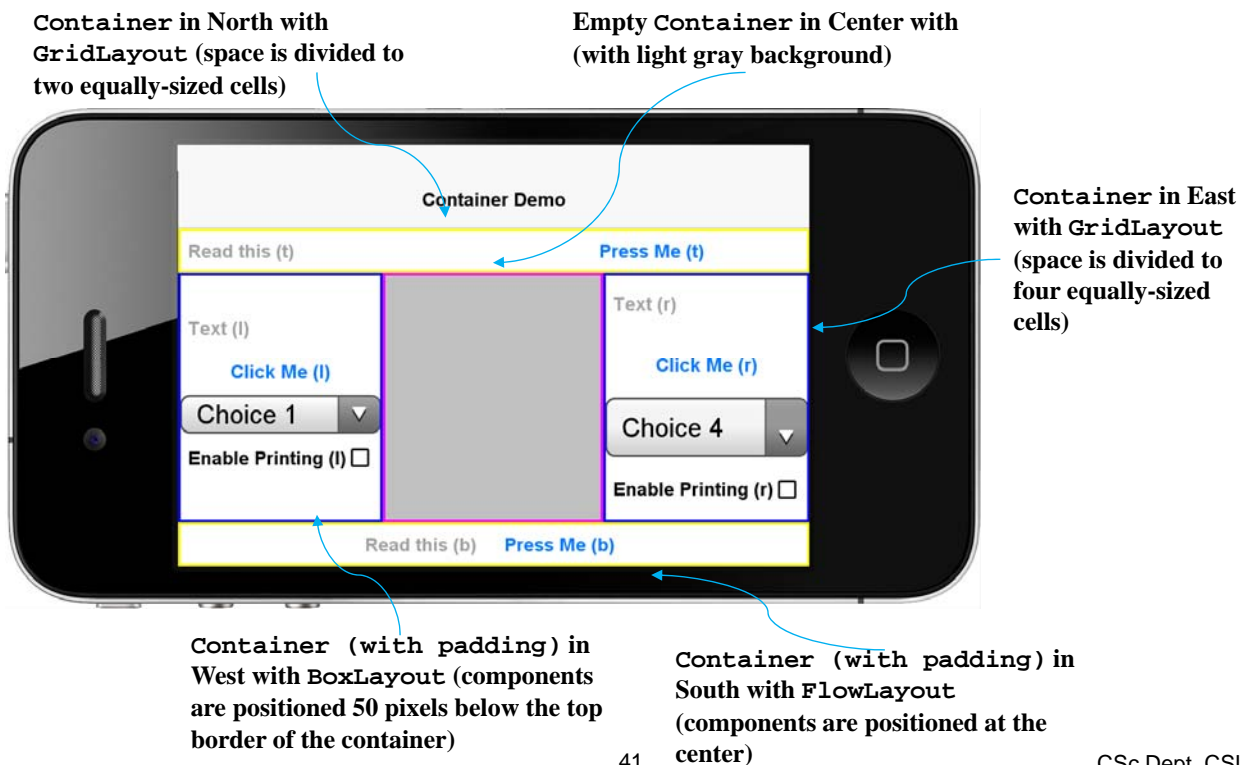 Container in North with
GridLayout (space is divided to
two equally-sized cells)
Empty Container in Center with
(with light gray background)
Container Demo
Read this (t)
Press Me (t)
Text (l)
Click Me (l)
Choice 1
Enable Printing (l)
Text (r)
Click Me (r)
Choice 4
Enable Printing (r)
Read this (b)
Press Me (b)
Container in East
with GridLayout
(space is divided to
four equally-sized
cells)
Container (with padding) in
West with BoxLayout (components
are positioned 50 pixels below the top
border of the container)
Container (with padding) in
South with FlowLayout
(components are positioned at the
center)
41
CSc Dept, CSU